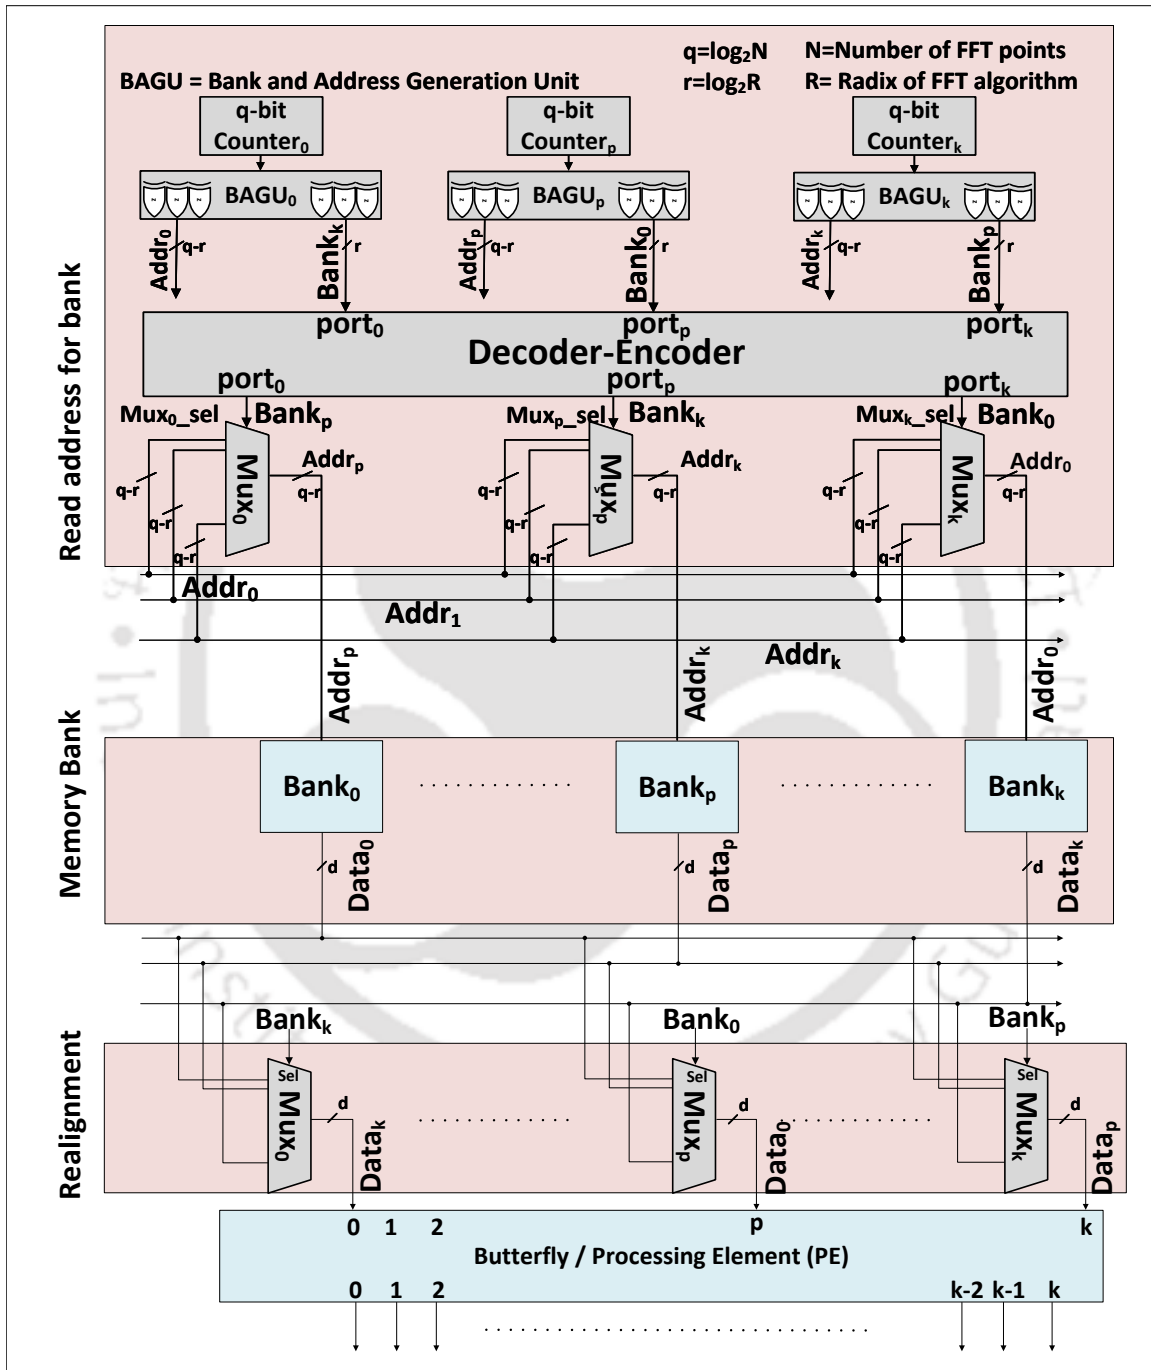 q=log₂N N=Number of FFT points
BAGU = Bank and Address Generation Unit r=log₂R R= Radix of FFT algorithm
q-bit Counter₀
q-bit Counterₚ
q-bit Counterₖ
BAGU₀
BAGUₚ
BAGUₖ
Addr₀ q-r Bankₖ r
Addrₚ q-r Bank₀ r
Addrₖ q-r Bankₚ r
Read address for bank
port₀ portₚ portₖ
Decoder-Encoder
port₀ portₚ portₖ
Mux₀_sel Bankₚ
Muxₚ_sel Bankₖ
Muxₖ_sel Bank₀
q-r q-r q-r Mux₀ Addrₚ q-r
q-r q-r q-r Muxₚ Addrₖ q-r
q-r q-r q-r Muxₖ Addr₀ q-r
Addr₀
Addr₁
Addrₖ
Addrₚ Addrₖ Addr₀
Memory Bank
Bank₀ Bankₚ Bankₖ
d Data₀ d Dataₚ d Dataₖ
Bankₖ Bank₀ Bankₚ
Realignment
Sel Mux₀ d Dataₖ
Sel Muxₚ d Data₀
Sel Muxₖ d Dataₚ
0 1 2 p k
Butterfly / Processing Element (PE)
0 1 2 k-2 k-1 k